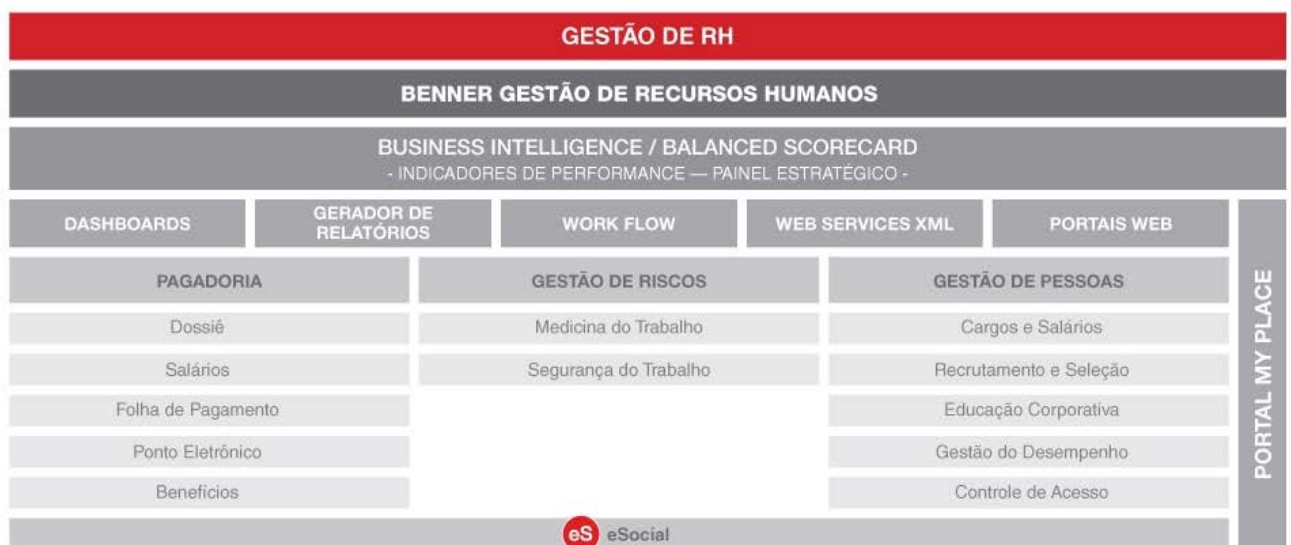 GESTÃO DE RH
BENNER GESTÃO DE RECURSOS HUMANOS
BUSINESS INTELLIGENCE / BALANCED SCORECARD
- INDICADORES DE PERFORMANCE — PAINEL ESTRATÉGICO -
DASHBOARDS
GERADOR DE
RELATÓRIOS
WORK FLOW
WEB SERVICES XML
PORTAIS WEB
PORTAL MY PLACE
PAGADORIA
Dossiê
Salários
Folha de Pagamento
Ponto Eletrônico
Benefícios
GESTÃO DE RISCOS
Medicina do Trabalho
Segurança do Trabalho
GESTÃO DE PESSOAS
Cargos e Salários
Recrutamento e Seleção
Educação Corporativa
Gestão do Desempenho
Controle de Acesso
eS eSocial